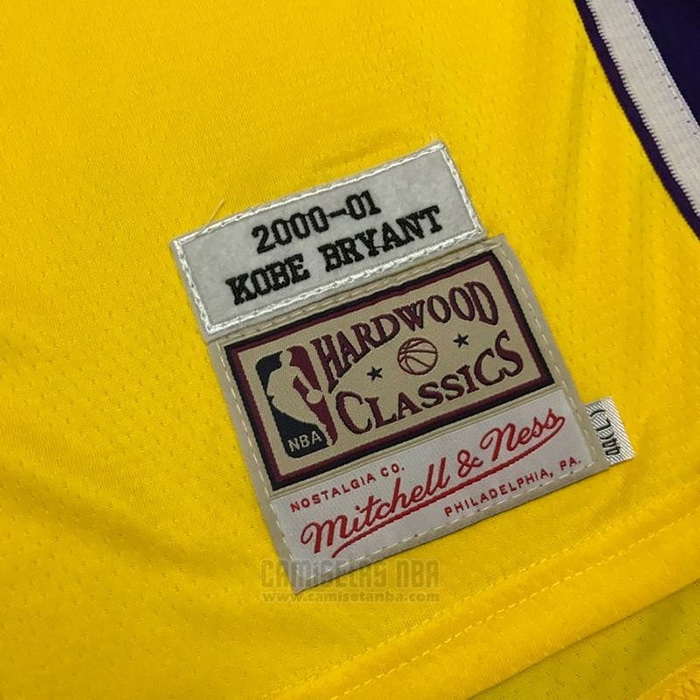 2000-01
KOBE BRYANT
HARDWOOD
CLASSICS
NBA
NOSTALGIA CO.
Mitchell & Ness
PHILADELPHIA, PA.
CAMISETAS NBA
www.camisetanba.com